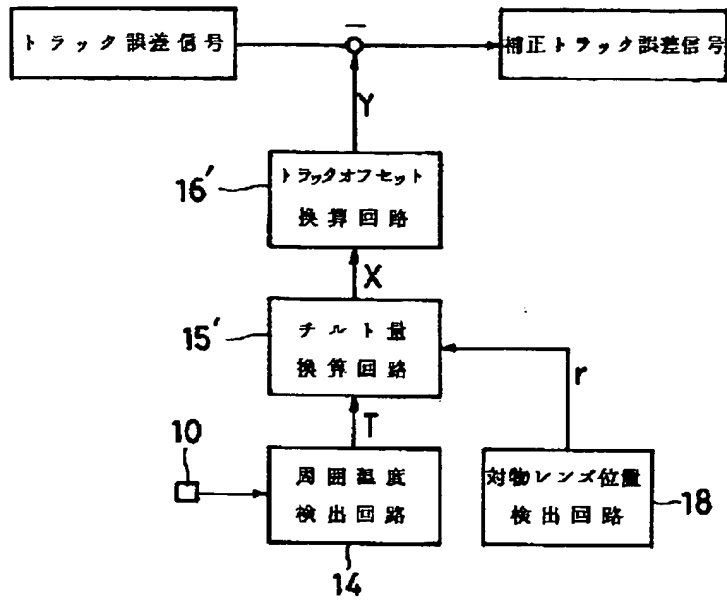 トラック誤差信号
−
補正トラック誤差信号
Y
16′
トラックオフセット
換算回路
X
15′
チルト量
換算回路
r
T
10
周囲温度
検出回路
対物レンズ位置
検出回路
18
14